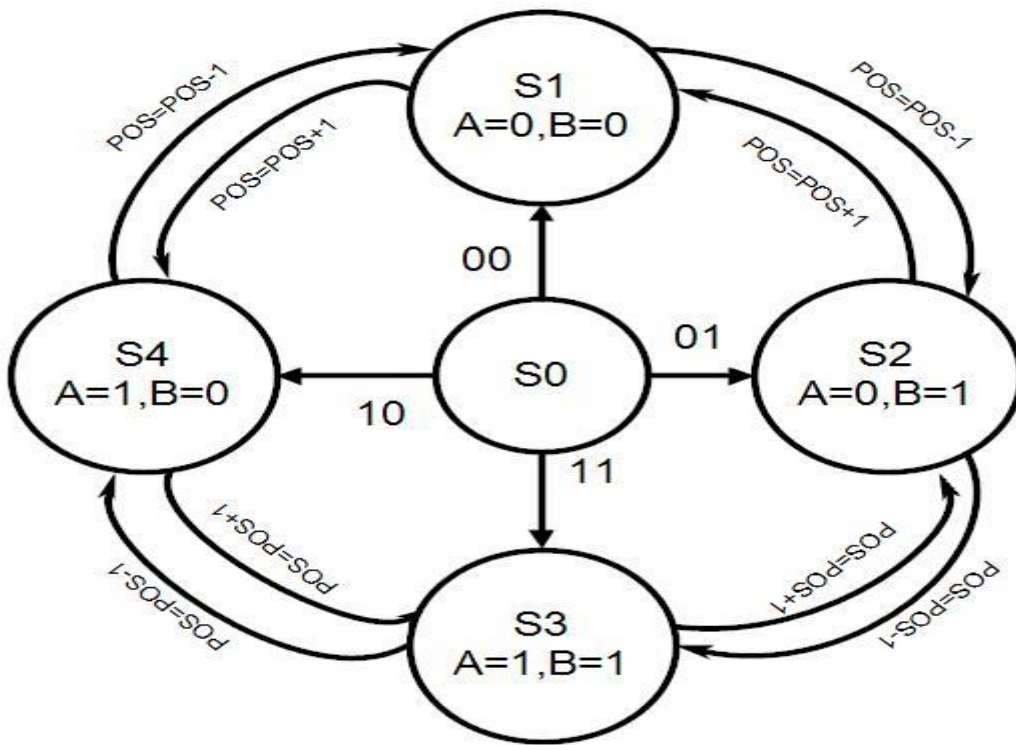 S1
A=0,B=0
POS=POS-1
POS=POS+1
POS=POS-1
POS=POS+1
00
S4
A=1,B=0
10
S0
01
S2
A=0,B=1
11
POS=POS+1
POS=POS-1
POS=POS+1
POS=POS-1
S3
A=1,B=1